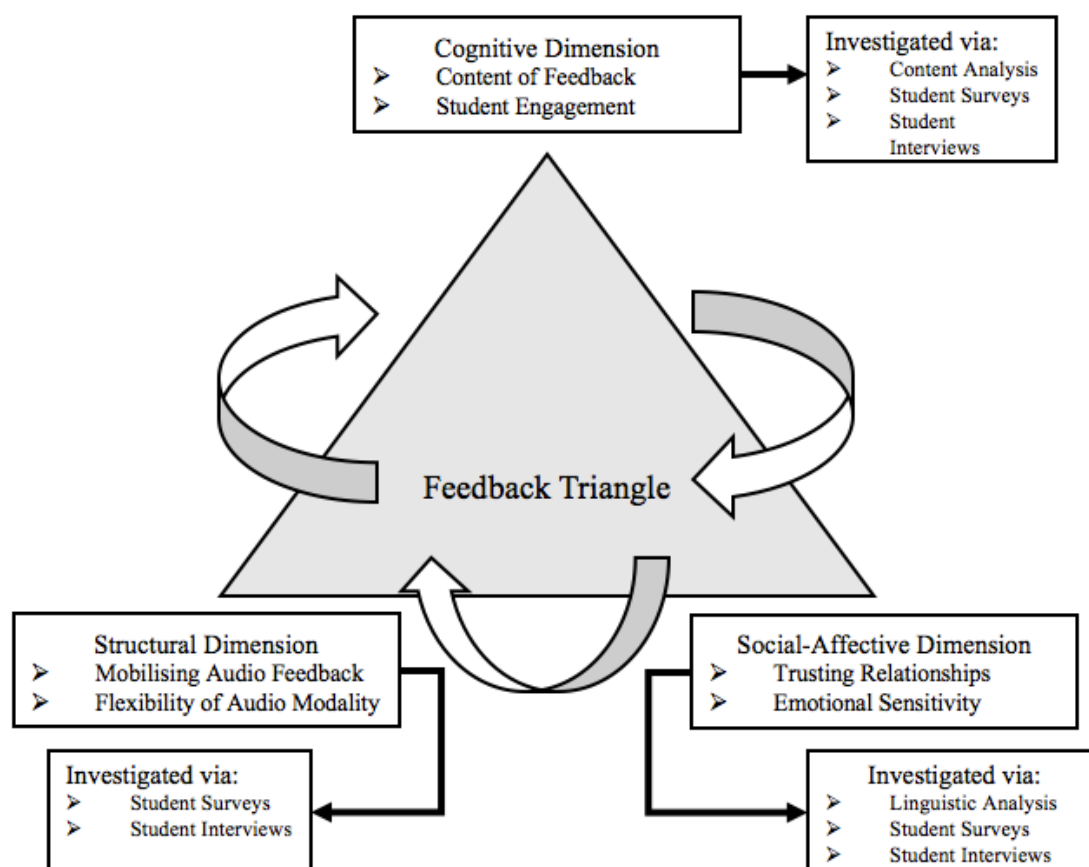 Cognitive Dimension
➢ Content of Feedback
➢ Student Engagement
Investigated via:
➢ Content Analysis
➢ Student Surveys
➢ Student
Interviews
Feedback Triangle
Structural Dimension
➢ Mobilising Audio Feedback
➢ Flexibility of Audio Modality
Social-Affective Dimension
➢ Trusting Relationships
➢ Emotional Sensitivity
Investigated via:
➢ Student Surveys
➢ Student Interviews
Investigated via:
➢ Linguistic Analysis
➢ Student Surveys
➢ Student Interviews